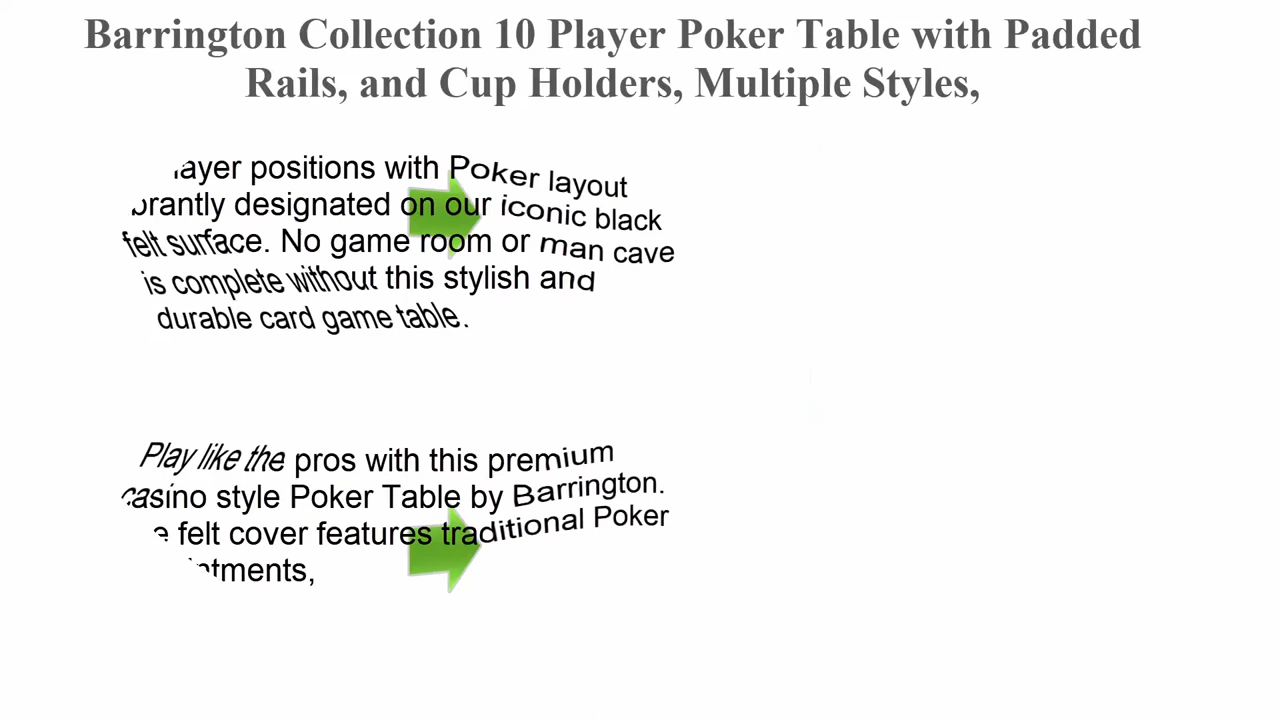 Barrington Collection 10 Player Poker Table with Padded
Rails, and Cup Holders, Multiple Styles,
positions with Poker layout
designated on our iconic black
felt surface. No game room or man cave
is complete without this stylish and
durable card game table.
Play like the pros with this premium
casino style Poker Table by Barrington.
felt cover features traditional Poker